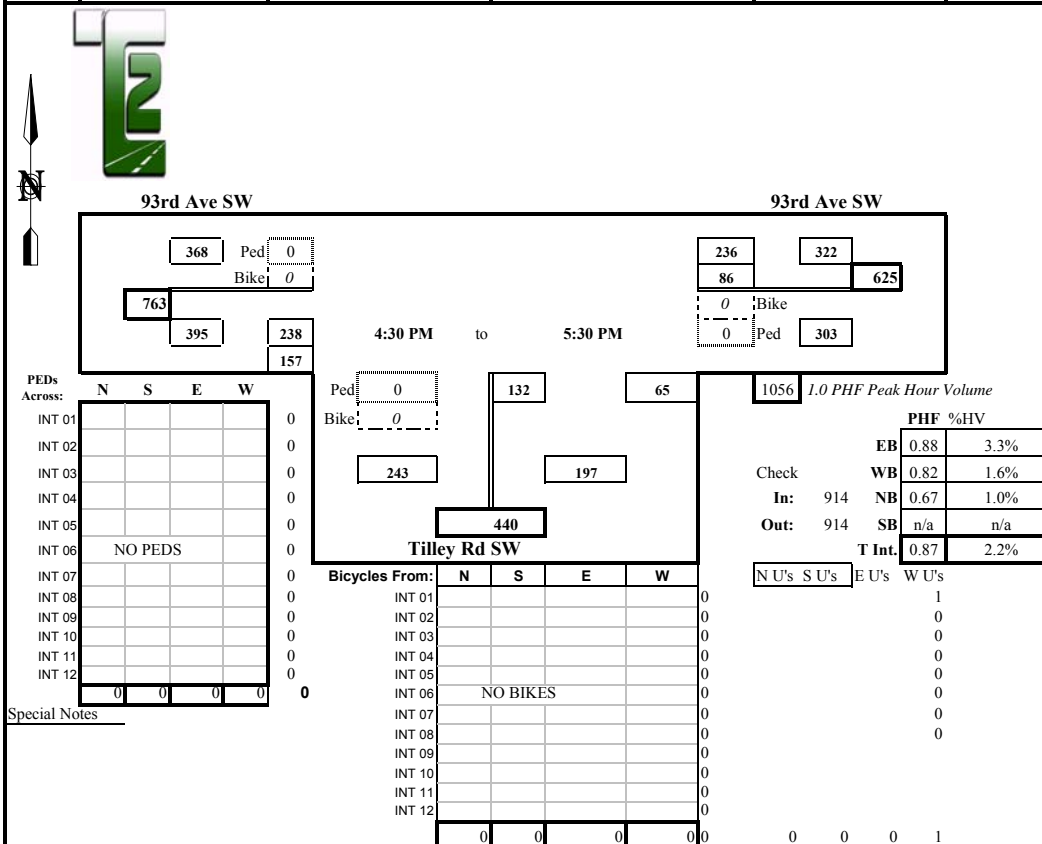 T2
N
93rd Ave SW 93rd Ave SW
368 Ped 0 236 322
Bike 0 86 625
763 0 Bike
395 238 4:30 PM to 5:30 PM 0 Ped 303
157
PEDs Across: N S E W Ped 0 132 65 1056 1.0 PHF Peak Hour Volume
INT 01 0 Bike 0 PHF %HV
INT 02 0 EB 0.88 3.3%
INT 03 0 243 197 Check WB 0.82 1.6%
INT 04 0 In: 914 NB 0.67 1.0%
INT 05 0 440 Out: 914 SB n/a n/a
INT 06 NO PEDS 0 Tilley Rd SW T Int. 0.87 2.2%
INT 07 0 Bicycles From: N S E W N U's S U's E U's W U's
INT 08 0 INT 01 0 1
INT 09 0 INT 02 0 0
INT 10 0 INT 03 0 0
INT 11 0 INT 04 0 0
INT 12 0 INT 05 0 0
0 0 0 0 0 INT 06 NO BIKES 0 0
Special Notes INT 07 0 0
INT 08 0 0
INT 09 0
INT 10 0
INT 11 0
INT 12 0
0 0 0 0 0 0 0 0 1